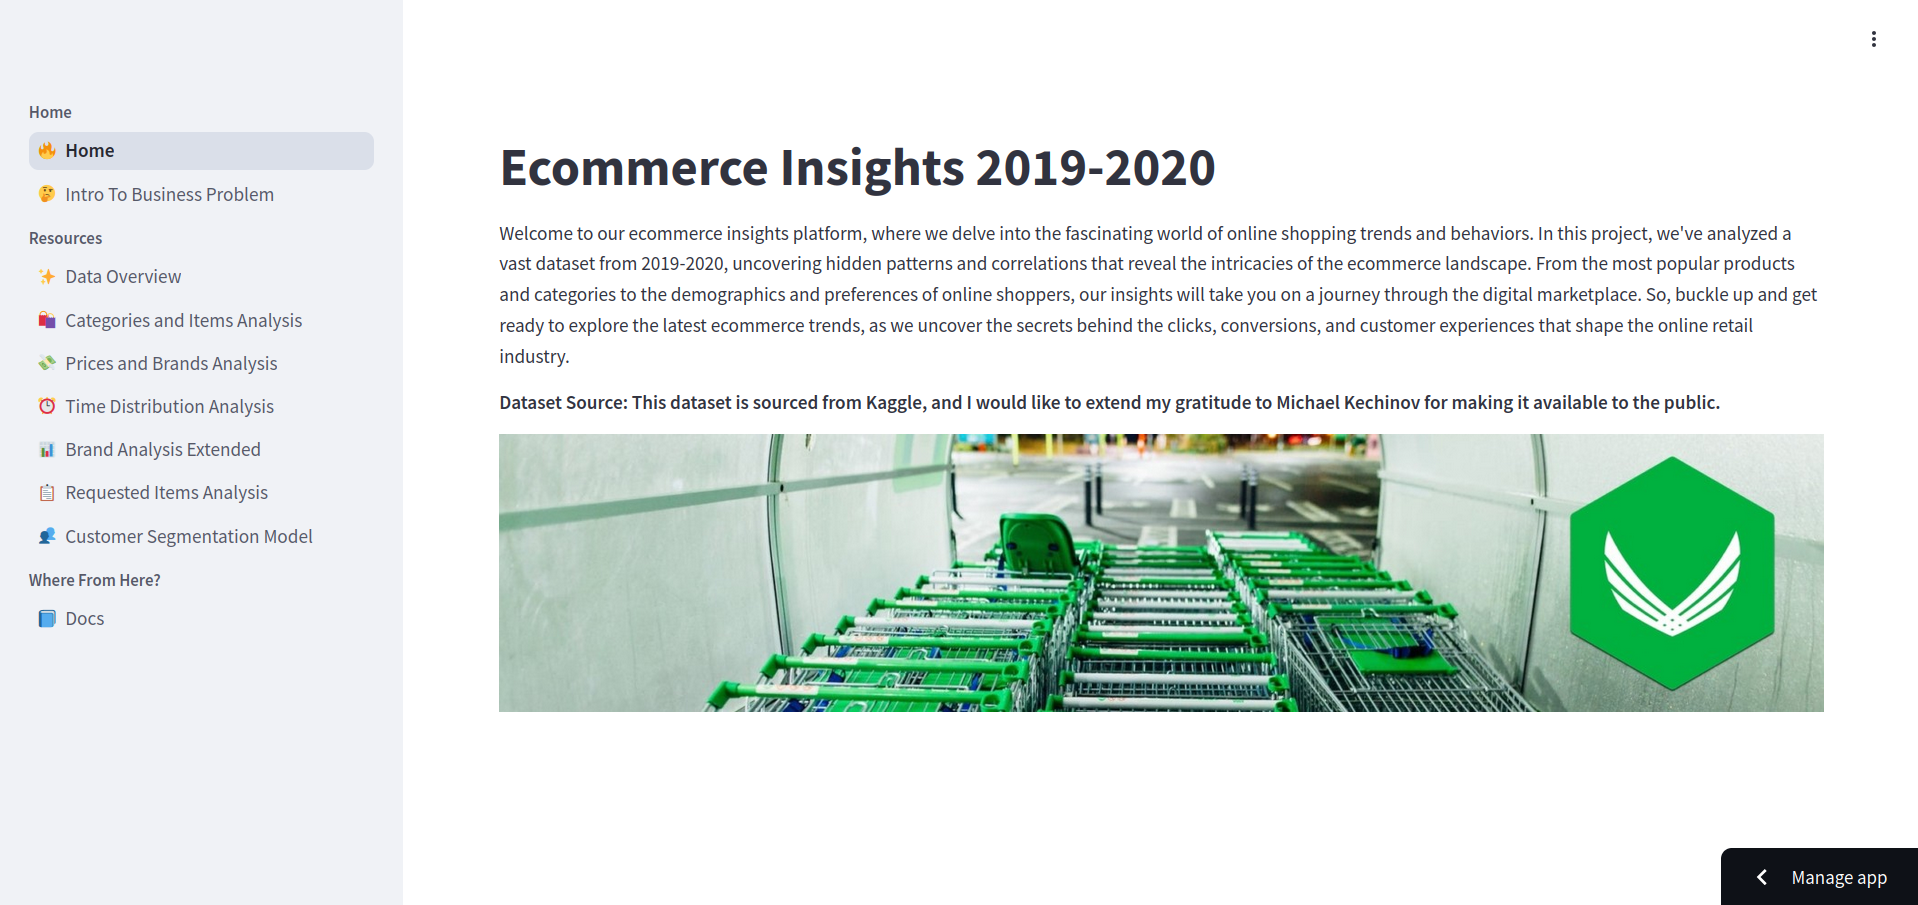 Home
Home
Intro To Business Problem
Resources
Data Overview
Categories and Items Analysis
Prices and Brands Analysis
Time Distribution Analysis
Brand Analysis Extended
Requested Items Analysis
Customer Segmentation Model
Where From Here?
Docs
Ecommerce Insights 2019-2020
Welcome to our ecommerce insights platform, where we delve into the fascinating world of online shopping trends and behaviors. In this project, we've analyzed a
vast dataset from 2019-2020, uncovering hidden patterns and correlations that reveal the intricacies of the ecommerce landscape. From the most popular products
and categories to the demographics and preferences of online shoppers, our insights will take you on a journey through the digital marketplace. So, buckle up and get
ready to explore the latest ecommerce trends, as we uncover the secrets behind the clicks, conversions, and customer experiences that shape the online retail
industry.
Dataset Source: This dataset is sourced from Kaggle, and I would like to extend my gratitude to Michael Kechinov for making it available to the public.
Manage app